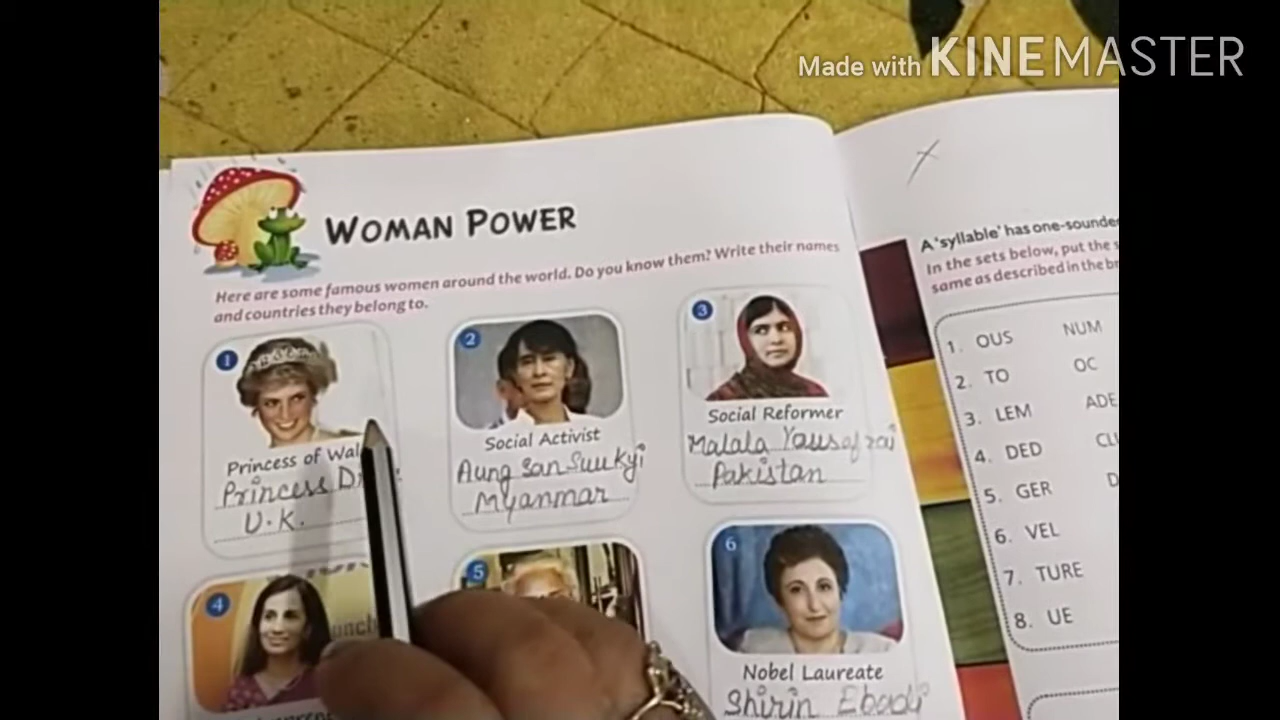 Made with KINEMASTER
WOMAN POWER
Here are some famous women around the world. Do you know them? Write their names
and countries they belong to.
1
Princess of
Princess
U.K.
2
Social Activist
Aung San Suu Kyi
Myanmar
3
Social Reformer
Malala Yousafzai
Pakistan
4
5
6
Nobel Laureate
Shirin Ebadi
A 'syllable' has one-sounde
In the sets below, put the s
same as described in the br
1. OUS NUM
2. TO OC
3. LEM ADE
4. DED CLU
5. GER D
6. VEL
7. TURE
8. UE